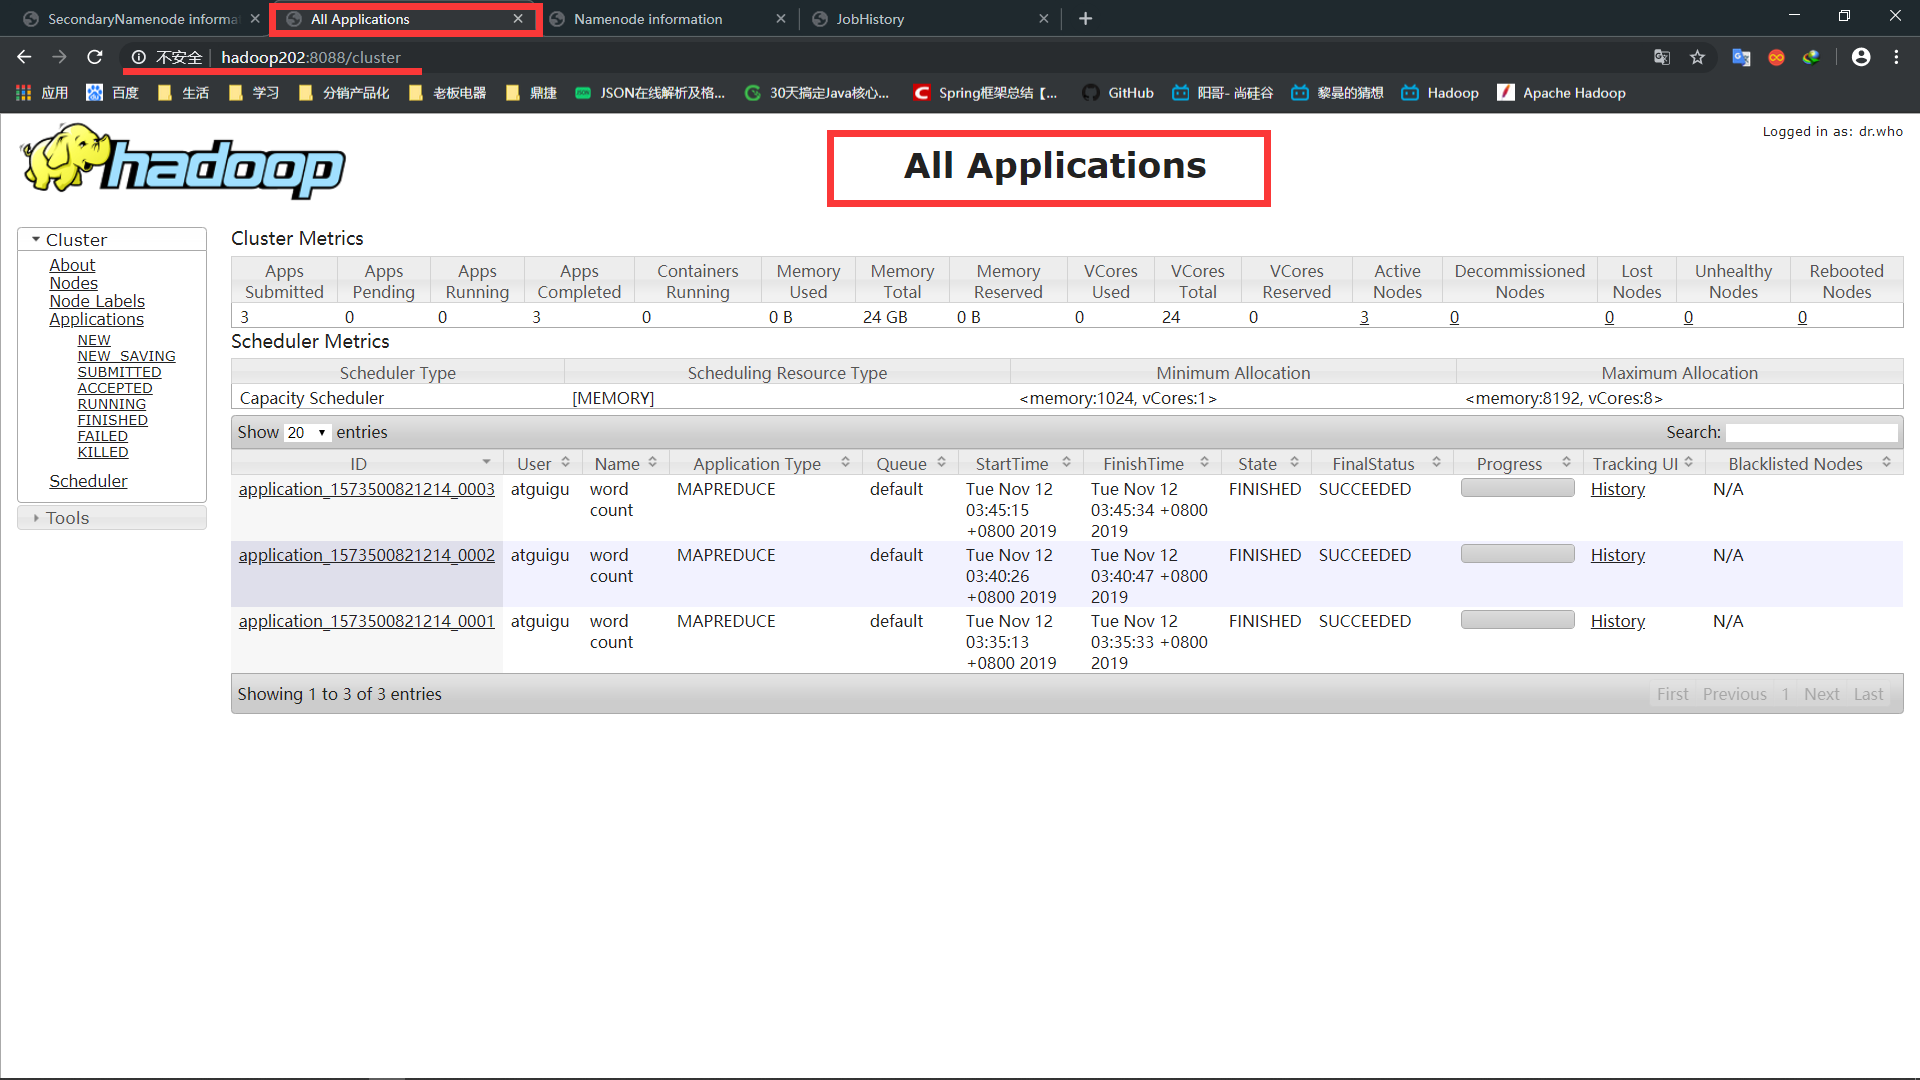 SecondaryNamenode informa
All Applications
Namenode information
JobHistory
不安全 hadoop202:8088/cluster
应用 百度 生活 学习 分销产品化 老板电器 鼎捷 JSON在线解析及格... 30天搞定Java核心... Spring框架总结【... GitHub 阳哥- 尚硅谷 黎曼的猜想 Hadoop Apache Hadoop
hadoop
All Applications
Logged in as: dr.who
Cluster
About
Nodes
Node Labels
Applications
NEW
NEW_SAVING
SUBMITTED
ACCEPTED
RUNNING
FINISHED
FAILED
KILLED
Scheduler
Tools
Cluster Metrics
Apps Submitted Apps Pending Apps Running Apps Completed Containers Running Memory Used Memory Total Memory Reserved VCores Used VCores Total VCores Reserved Active Nodes Decommissioned Nodes Lost Nodes Unhealthy Nodes Rebooted Nodes
3 0 0 3 0 0 B 24 GB 0 B 0 24 0 3 0 0 0 0
Scheduler Metrics
Scheduler Type Scheduling Resource Type Minimum Allocation Maximum Allocation
Capacity Scheduler [MEMORY] <memory:1024, vCores:1> <memory:8192, vCores:8>
Show 20 entries Search:
ID User Name Application Type Queue StartTime FinishTime State FinalStatus Progress Tracking UI Blacklisted Nodes
application_1573500821214_0003 atguigu word count MAPREDUCE default Tue Nov 12 03:45:15 +0800 2019 Tue Nov 12 03:45:34 +0800 2019 FINISHED SUCCEEDED History N/A
application_1573500821214_0002 atguigu word count MAPREDUCE default Tue Nov 12 03:40:26 +0800 2019 Tue Nov 12 03:40:47 +0800 2019 FINISHED SUCCEEDED History N/A
application_1573500821214_0001 atguigu word count MAPREDUCE default Tue Nov 12 03:35:13 +0800 2019 Tue Nov 12 03:35:33 +0800 2019 FINISHED SUCCEEDED History N/A
Showing 1 to 3 of 3 entries First Previous 1 Next Last